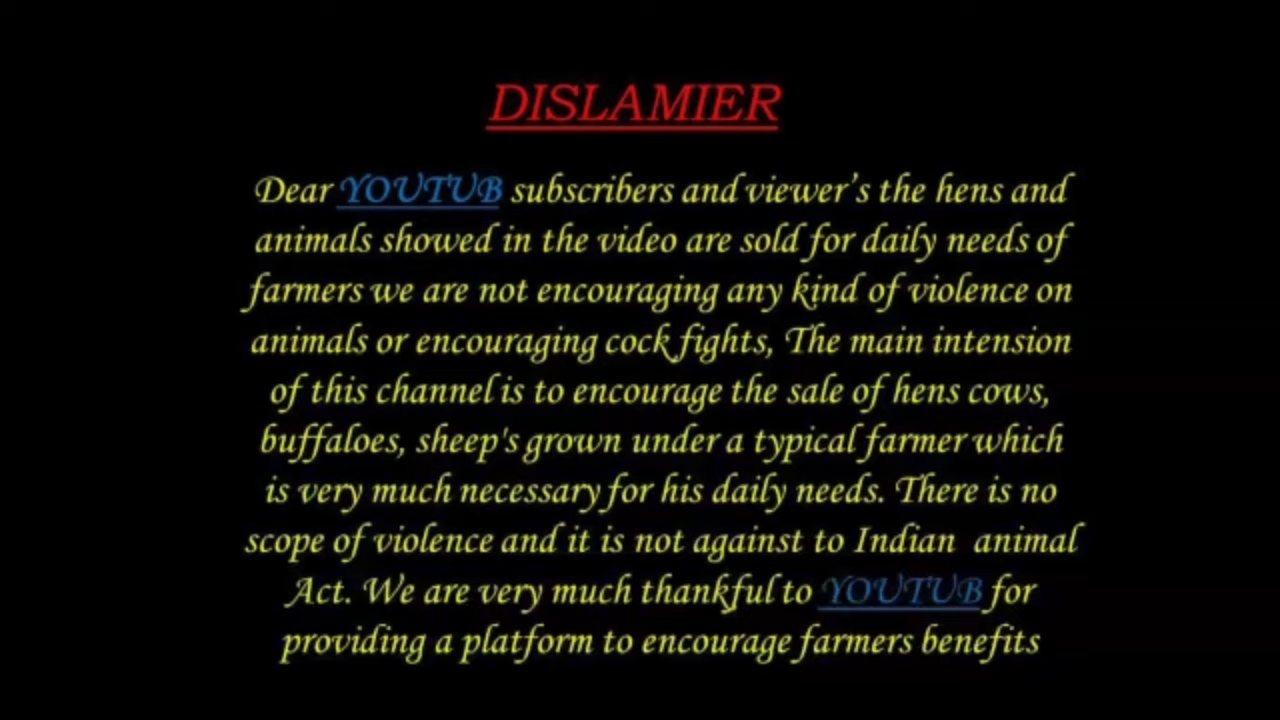 DISLAMIER
Dear YOUTUB subscribers and viewer's the hens and
animals showed in the video are sold for daily needs of
farmers we are not encouraging any kind of violence on
animals or encouraging cock fights, The main intension
of this channel is to encourage the sale of hens cows,
buffaloes, sheep's grown under a typical farmer which
is very much necessary for his daily needs. There is no
scope of violence and it is not against to Indian  animal
Act. We are very much thankful to YOUTUB for
providing a platform to encourage farmers benefits